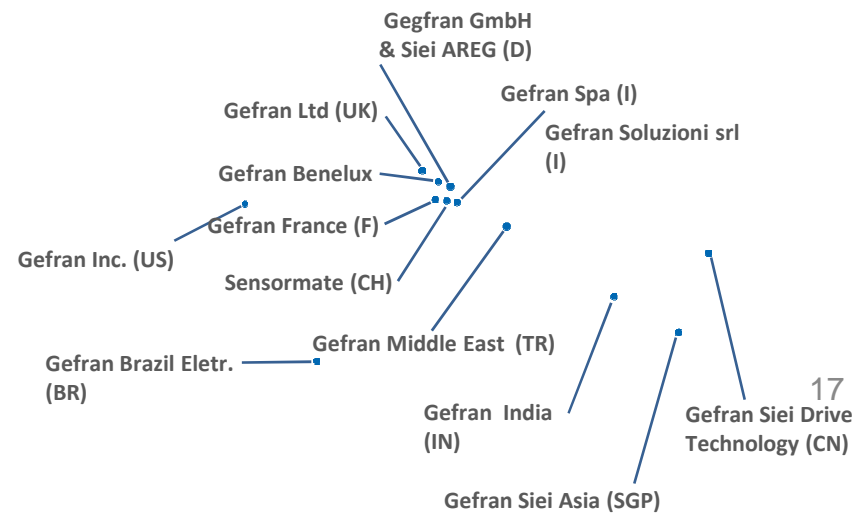 Gegfran GmbH
& Siei AREG (D)
Gefran Spa (I)
Gefran Ltd (UK)
Gefran Soluzioni srl
(I)
Gefran Benelux
Gefran France (F)
Gefran Inc. (US)
Sensormate (CH)
Gefran Middle East (TR)
Gefran Brazil Eletr.
(BR)
17
Gefran India
(IN)
Gefran Siei Drive
Technology (CN)
Gefran Siei Asia (SGP)